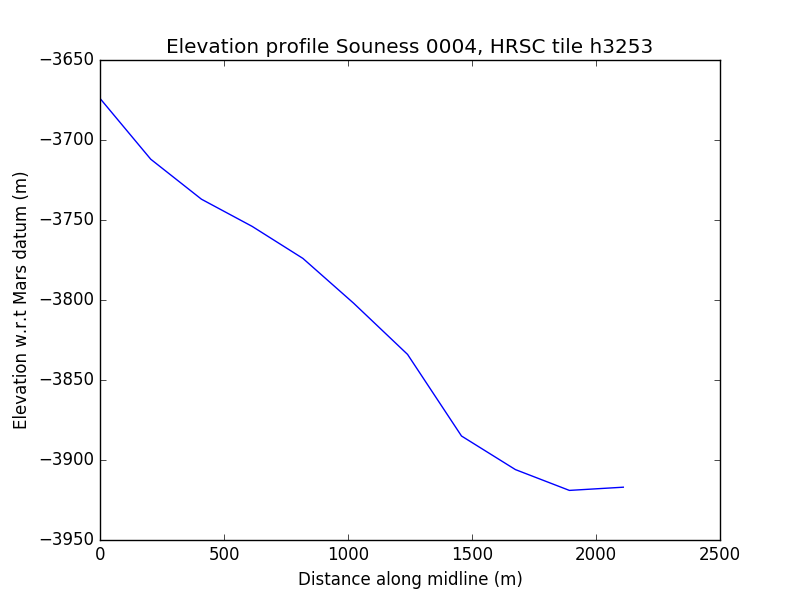 Elevation profile Souness 0004, HRSC tile h3253
−3650
−3700
−3750
−3800
−3850
−3900
−3950
Elevation w.r.t Mars datum (m)
0 500 1000 1500 2000 2500
Distance along midline (m)